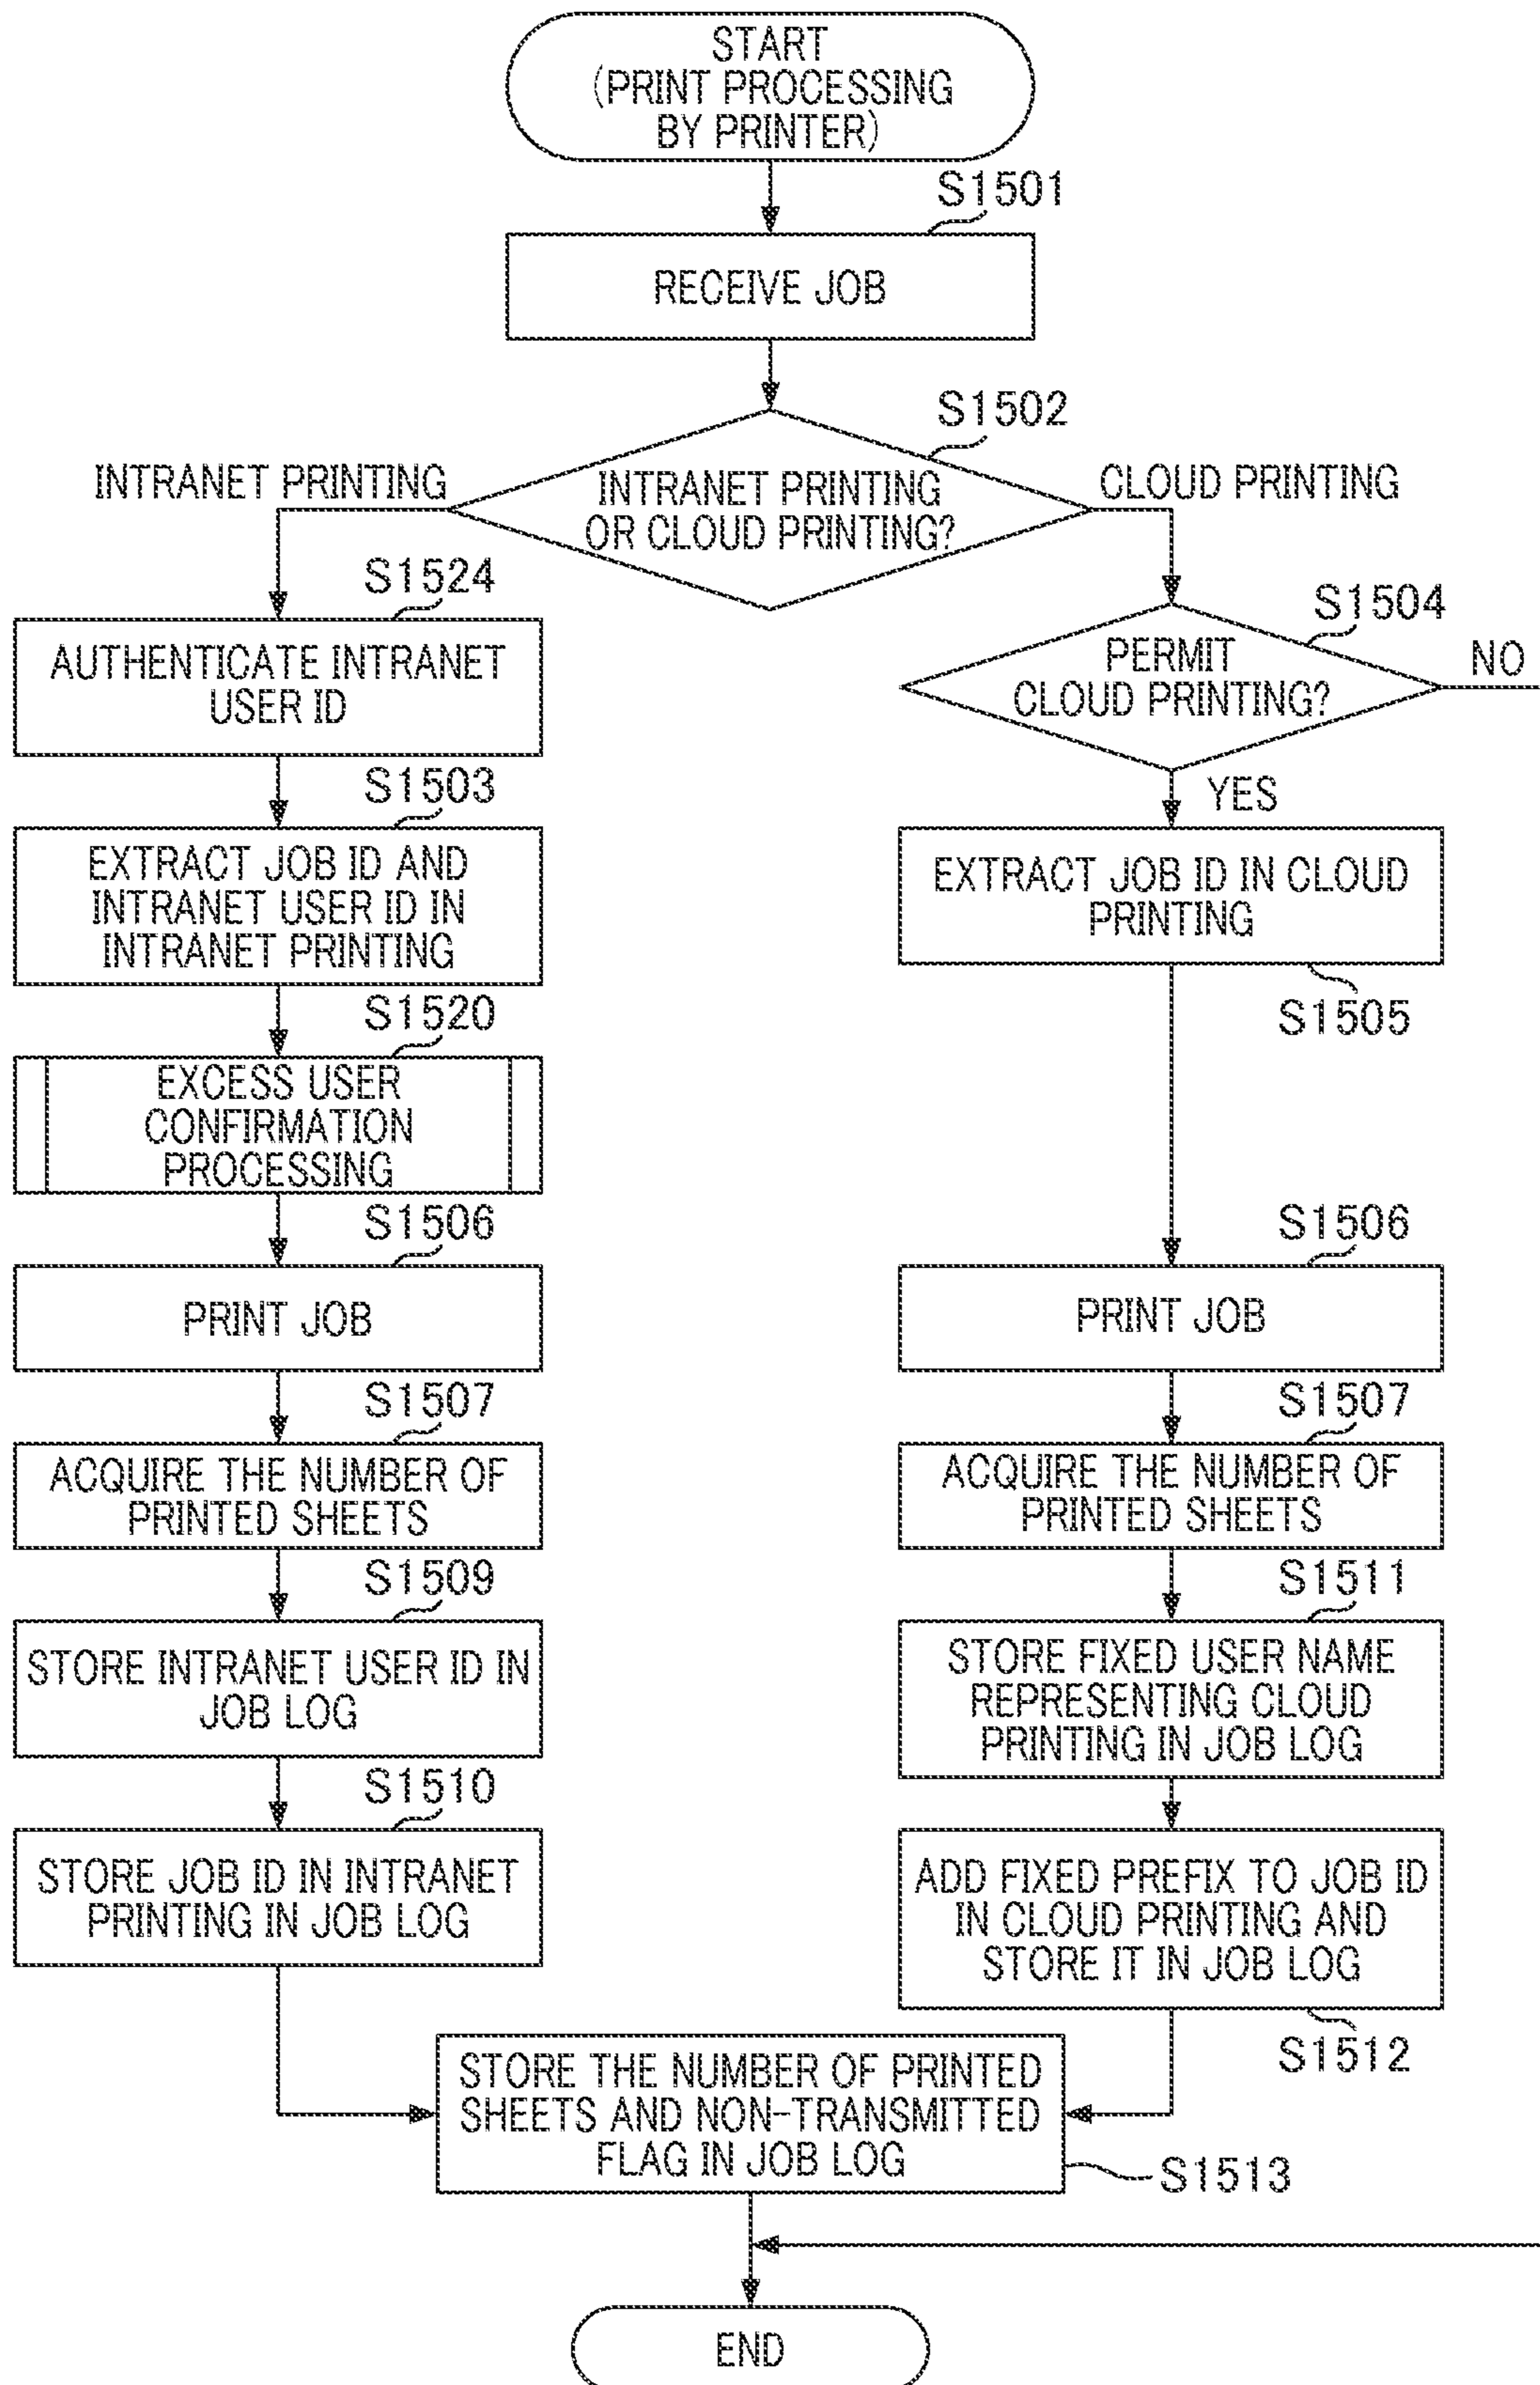 START
(PRINT PROCESSING
BY PRINTER)
S1501
RECEIVE JOB
S1502
INTRANET PRINTING
INTRANET PRINTING
OR CLOUD PRINTING?
CLOUD PRINTING
S1524
AUTHENTICATE INTRANET
USER ID
S1504
PERMIT
CLOUD PRINTING?
NO
YES
S1503
EXTRACT JOB ID AND
INTRANET USER ID IN
INTRANET PRINTING
EXTRACT JOB ID IN CLOUD
PRINTING
S1505
S1520
EXCESS USER
CONFIRMATION
PROCESSING
S1506
PRINT JOB
S1506
PRINT JOB
S1507
ACQUIRE THE NUMBER OF
PRINTED SHEETS
S1507
ACQUIRE THE NUMBER OF
PRINTED SHEETS
S1509
STORE INTRANET USER ID IN
JOB LOG
S1511
STORE FIXED USER NAME
REPRESENTING CLOUD
PRINTING IN JOB LOG
S1510
STORE JOB ID IN INTRANET
PRINTING IN JOB LOG
ADD FIXED PREFIX TO JOB ID
IN CLOUD PRINTING AND
STORE IT IN JOB LOG
S1512
STORE THE NUMBER OF PRINTED
SHEETS AND NON-TRANSMITTED
FLAG IN JOB LOG
S1513
END